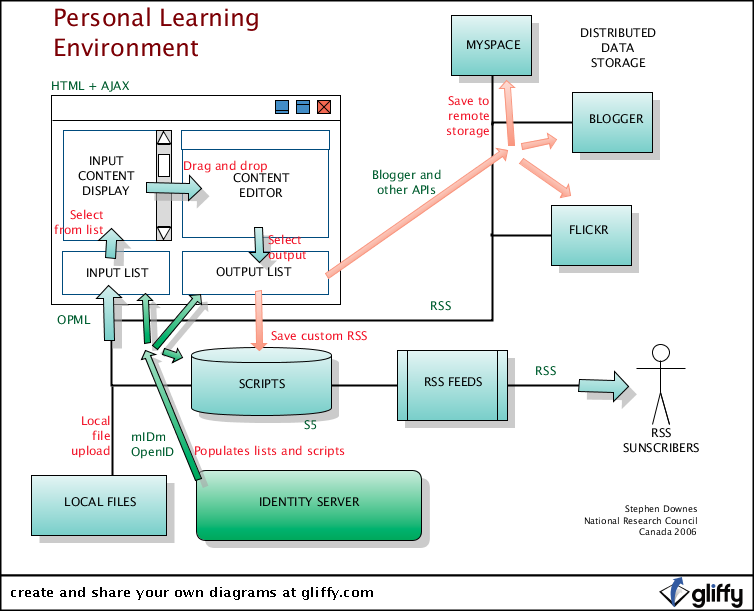 Personal Learning
Environment
HTML + AJAX
MYSPACE
DISTRIBUTED
DATA
STORAGE
Save to
remote
storage
BLOGGER
INPUT
CONTENT
DISPLAY
Drag and drop
CONTENT
EDITOR
Blogger and
other APIs
Select
from list
FLICKR
Select
output
INPUT LIST
OUTPUT LIST
OPML
RSS
Save custom RSS
SCRIPTS
RSS FEEDS
RSS
S5
RSS
SUNSCRIBERS
Local
file
upload
mIDm
OpenID
Populates lists and scripts
LOCAL FILES
IDENTITY SERVER
Stephen Downes
National Research Council
Canada 2006
create and share your own diagrams at gliffy.com
gliffy